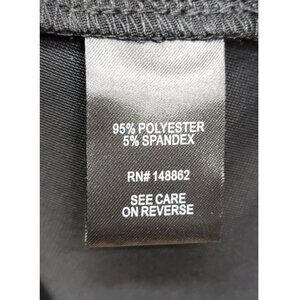 95% POLYESTER
5% SPANDEX
RN# 148862
SEE CARE
ON REVERSE